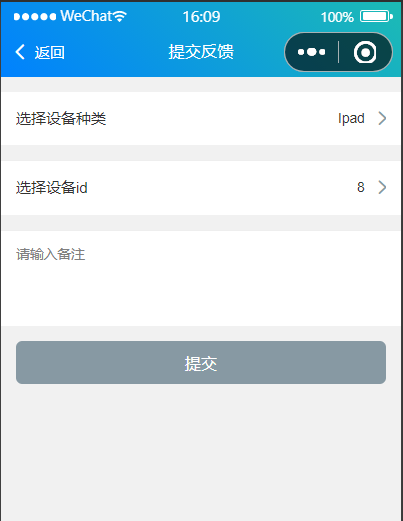 WeChat 16:09 100%
返回 提交反馈
选择设备种类 Ipad
选择设备id 8
请输入备注
提交